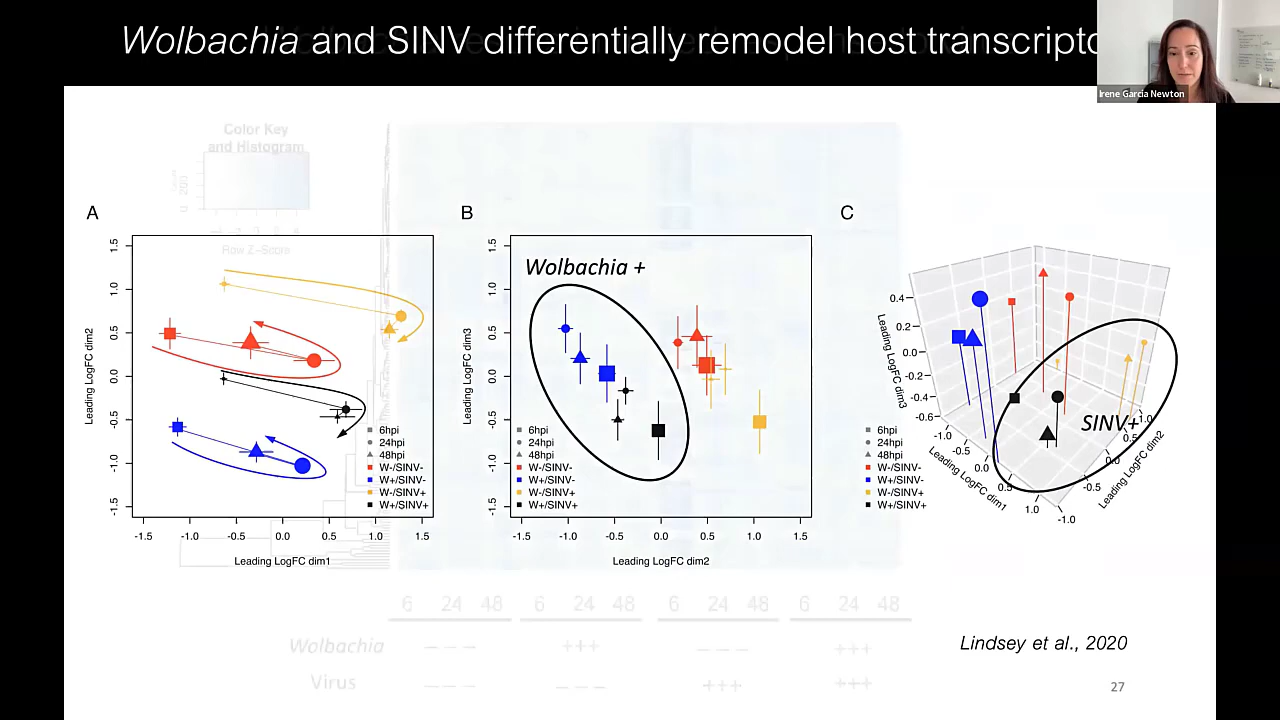 Wolbachia and SINV differentially remodel host transcripto
Irene Garcia Newton
Color Key
and Histogram
Row Z-Score
A
1.5
1.0
0.5
0.0
-0.5
-1.0
-1.5
Leading LogFC dim2
-1.5 -1.0 -0.5 0.0 0.5 1.0 1.5
Leading LogFC dim1
6hpi
24hpi
48hpi
W-/SINV-
W+/SINV-
W-/SINV+
W+/SINV+
B
Wolbachia +
1.5
1.0
0.5
0.0
-0.5
-1.0
-1.5
Leading LogFC dim3
-1.5 -1.0 -0.5 0.0 0.5 1.0 1.5
Leading LogFC dim2
6hpi
24hpi
48hpi
W-/SINV-
W+/SINV-
W-/SINV+
W+/SINV+
C
0.4
0.2
0.0
-0.2
-0.4
-0.6
Leading LogFC dim3
-1.0
-0.5
0.0
0.5
1.0
Leading LogFC dim1
-1.0
-0.5
0.0
0.5
1.0
Leading LogFC dim2
SINV+
6hpi
24hpi
48hpi
W-/SINV-
W+/SINV-
W-/SINV+
W+/SINV+
6 24 48 6 24 48 6 24 48 6 24 48
Wolbachia - - - +++ - - - +++
Virus - - - - - - +++ +++
Lindsey et al., 2020
27